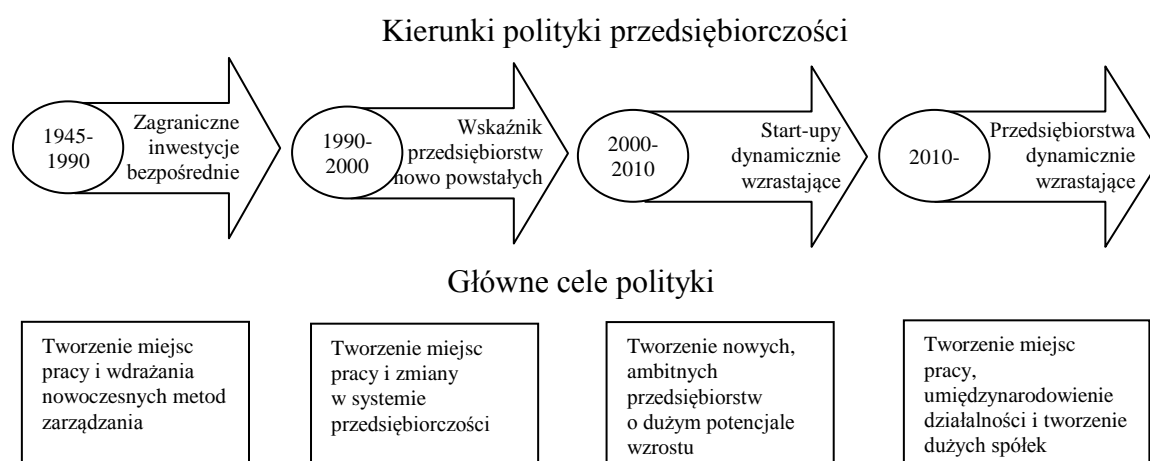 Kierunki polityki przedsiębiorczości
1945-
1990
Zagraniczne
inwestycje
bezpośrednie
1990-
2000
Wskaźnik
przedsiębiorstw
nowo powstałych
2000-
2010
Start-upy
dynamicznie
wzrastające
2010-
Przedsiębiorstwa
dynamicznie
wzrastające
Główne cele polityki
Tworzenie miejsc
pracy i wdrażania
nowoczesnych metod
zarządzania
Tworzenie miejsc
pracy i zmiany
w systemie
przedsiębiorczości
Tworzenie nowych,
ambitnych
przedsiębiorstw
o dużym potencjale
wzrostu
Tworzenie miejsc
pracy,
umiędzynarodowienie
działalności i tworzenie
dużych spółek